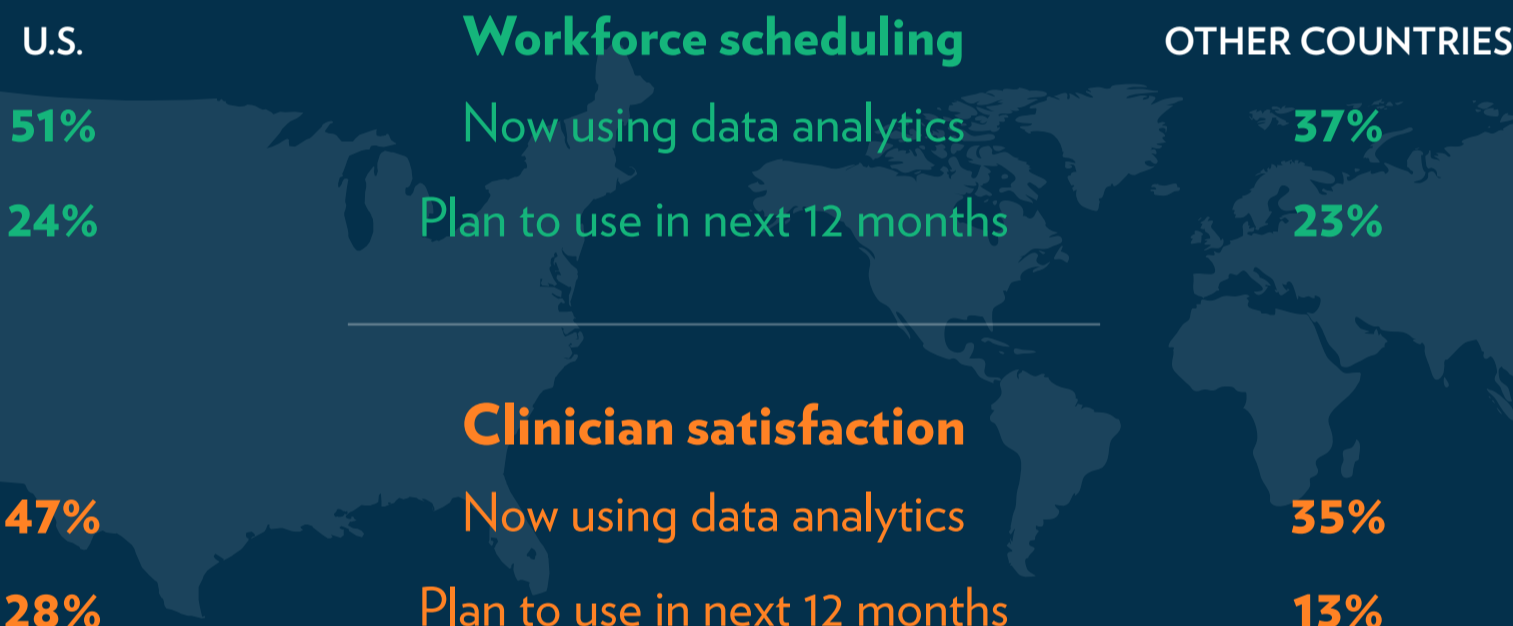 U.S. Workforce scheduling OTHER COUNTRIES
51% Now using data analytics 37%
24% Plan to use in next 12 months 23%
Clinician satisfaction
47% Now using data analytics 35%
28% Plan to use in next 12 months 13%